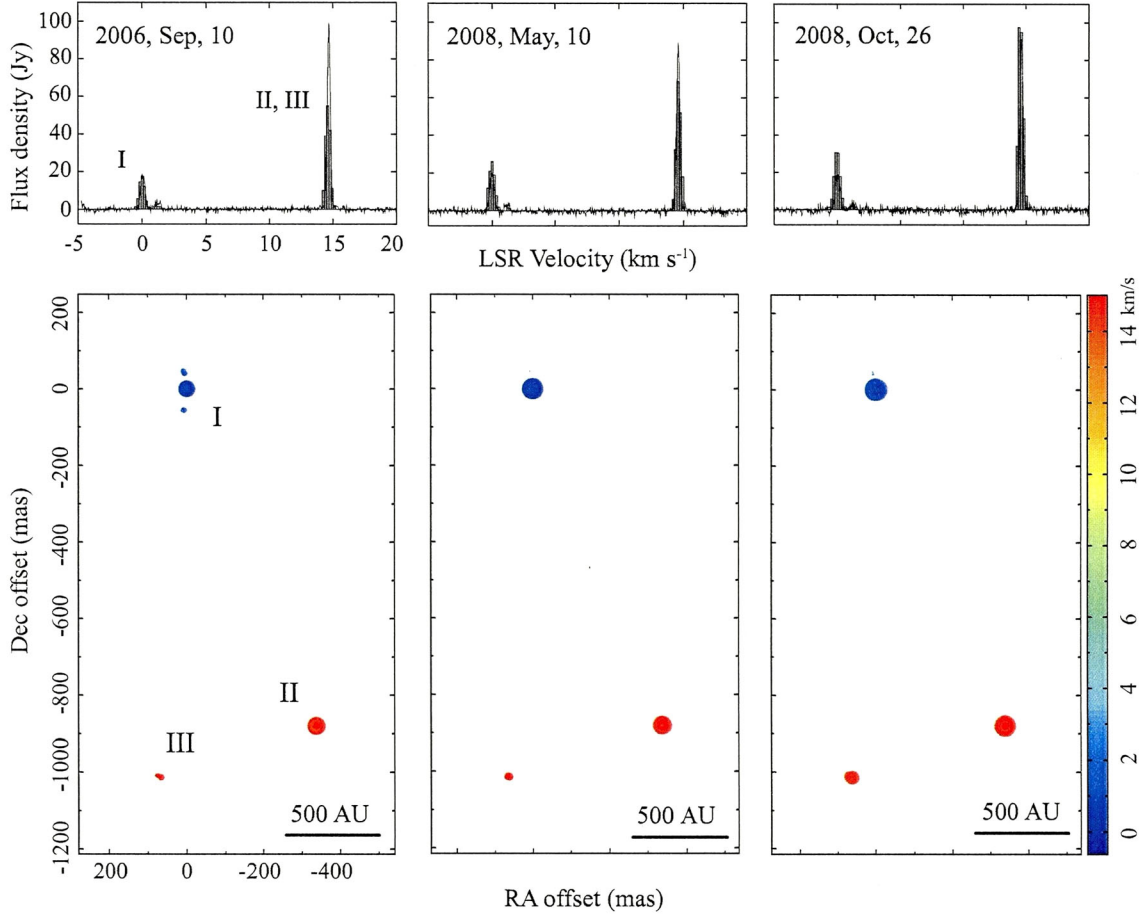 Flux density (Jy)
100
80
60
40
20
0
2006, Sep, 10
I
II, III
2008, May, 10
2008, Oct, 26
-5
0
5
10
15
20
LSR Velocity (km s-1)
Dec offset (mas)
200
0
-200
-400
-600
-800
-1000
-1200
I
II
III
500 AU
500 AU
500 AU
200
0
-200
-400
RA offset (mas)
14 km/s
12
10
8
6
4
2
0